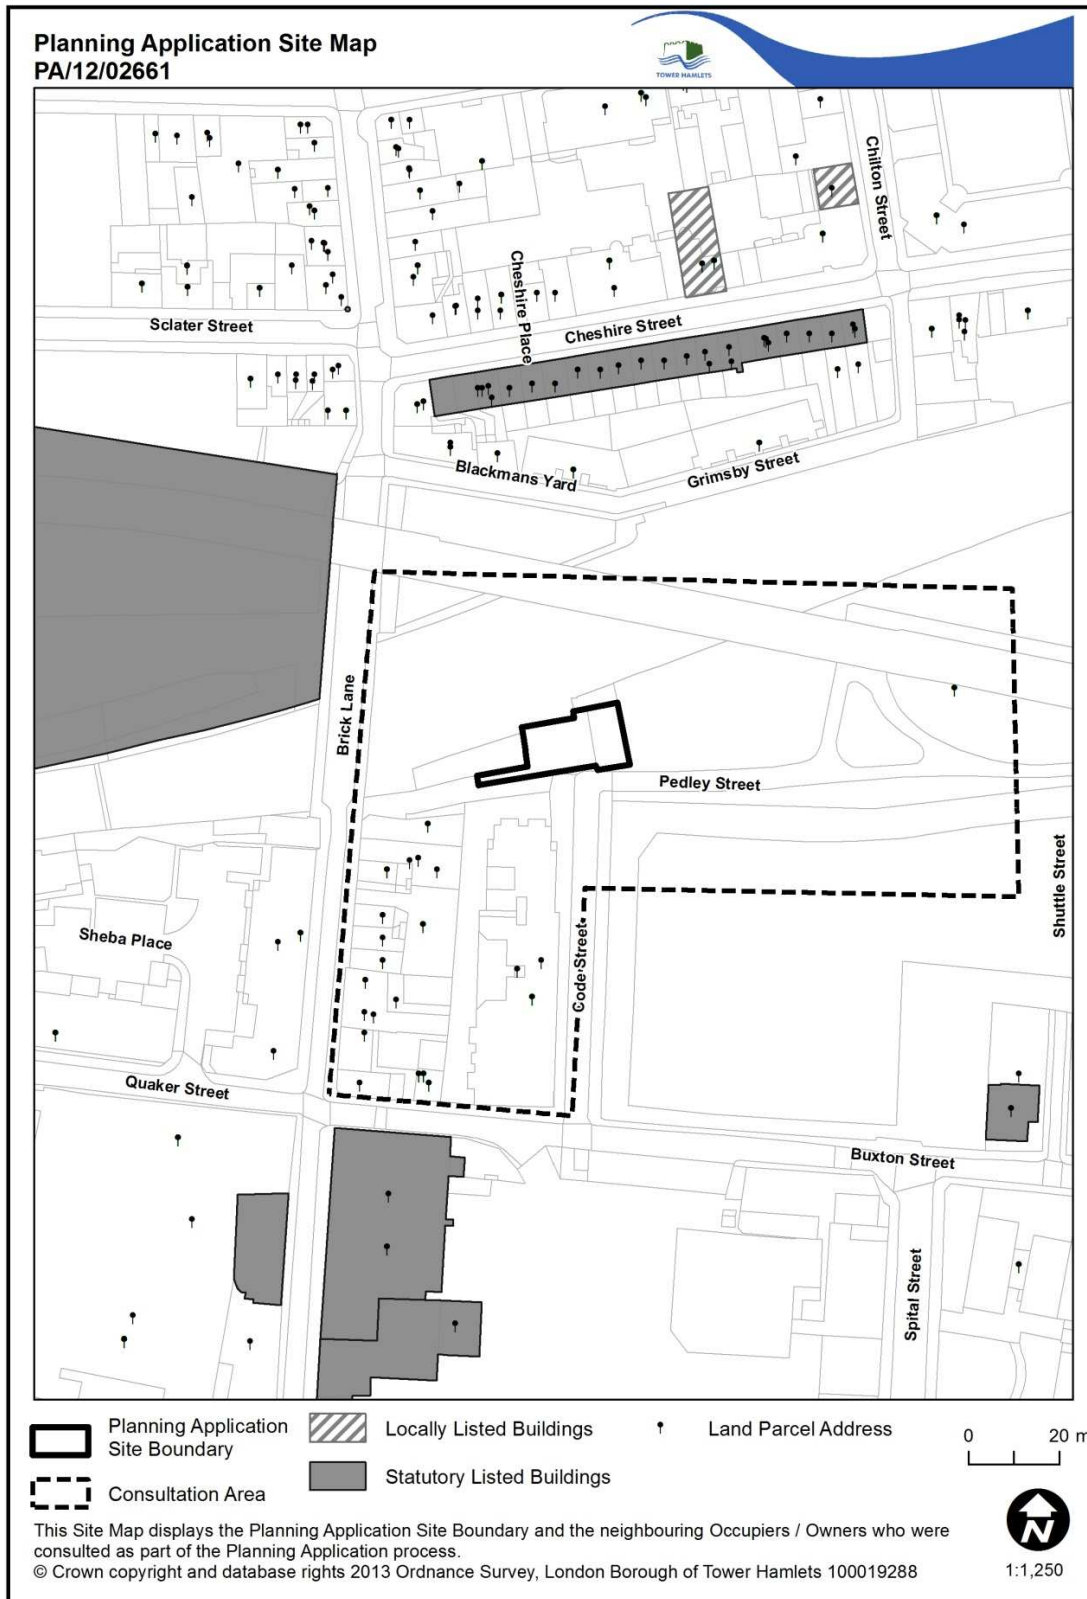 Planning Application Site Map
PA/12/02661
TOWER HAMLETS
Chilton Street
Cheshire Place
Sclater Street
Cheshire Street
Blackmans Yard
Grimsby Street
Brick Lane
Pedley Street
Shuttle Street
Sheba Place
Code Street
Quaker Street
Buxton Street
Spital Street
Planning Application
Site Boundary
Locally Listed Buildings
Land Parcel Address
0 20 m
Consultation Area
Statutory Listed Buildings
N
This Site Map displays the Planning Application Site Boundary and the neighbouring Occupiers / Owners who were
consulted as part of the Planning Application process.
© Crown copyright and database rights 2013 Ordnance Survey, London Borough of Tower Hamlets 100019288
1:1,250